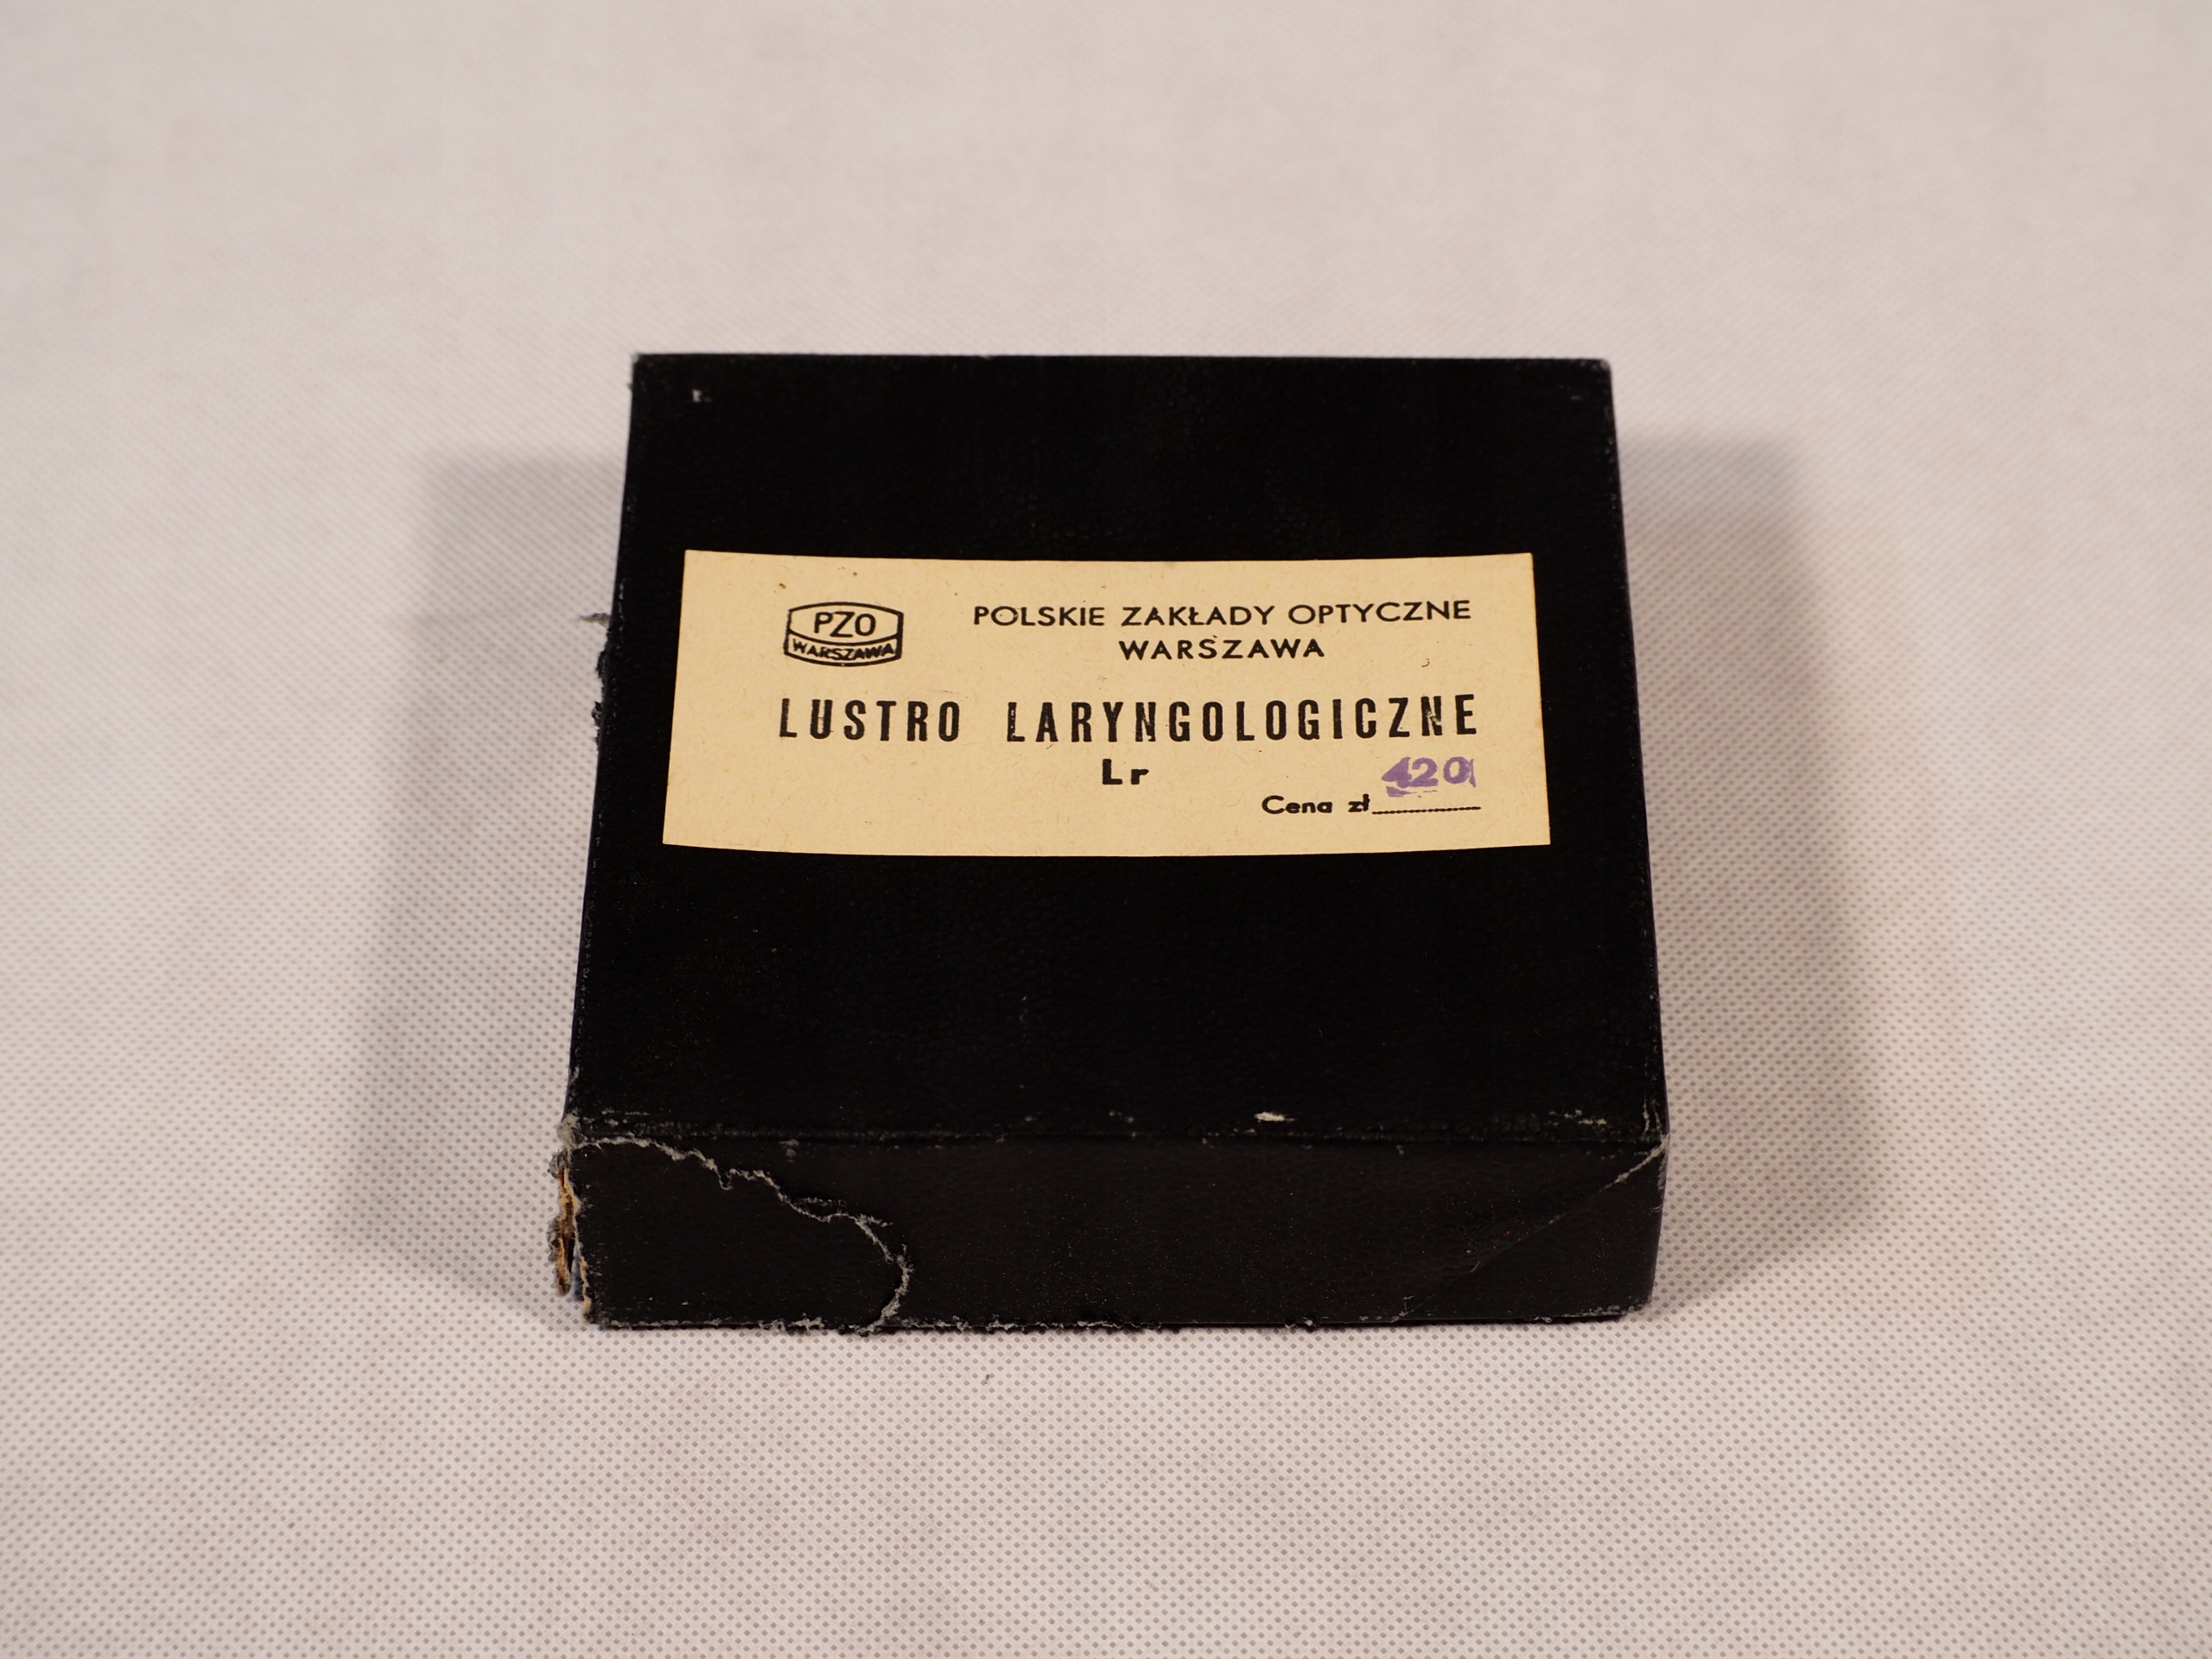 PZO
WARSZAWA
POLSKIE ZAKŁADY OPTYCZNE
WARSZAWA
LUSTRO LARYNGOLOGICZNE
Lr
420
Cena zł